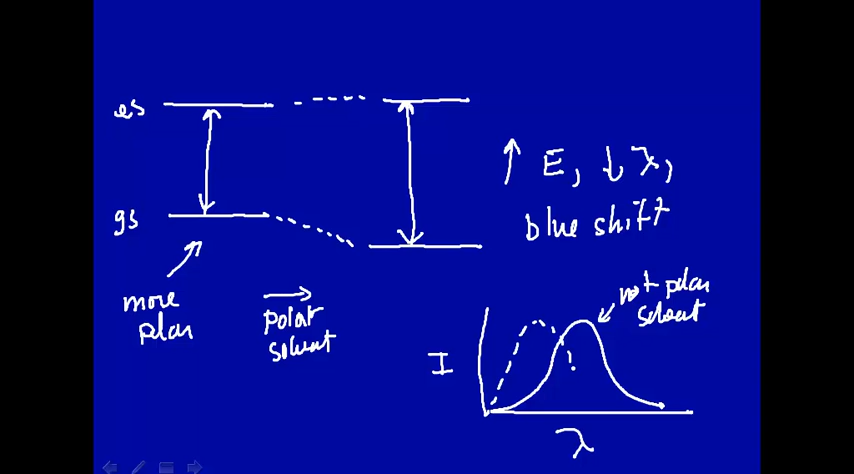 es
gs
more
polar
polar
solvent
↑ E, ↓ λ,
blue shift
not polar
solvent
I
λ